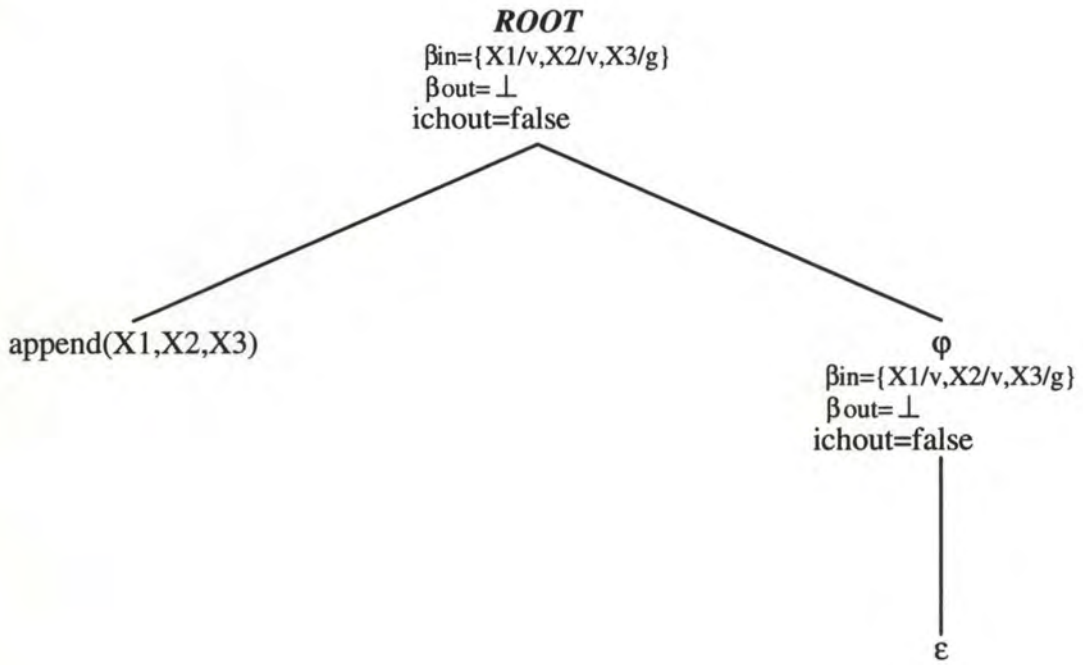 ROOT
βin={X1/v,X2/v,X3/g}
βout=⊥
ichout=false
append(X1,X2,X3)
φ
βin={X1/v,X2/v,X3/g}
βout=⊥
ichout=false
ε